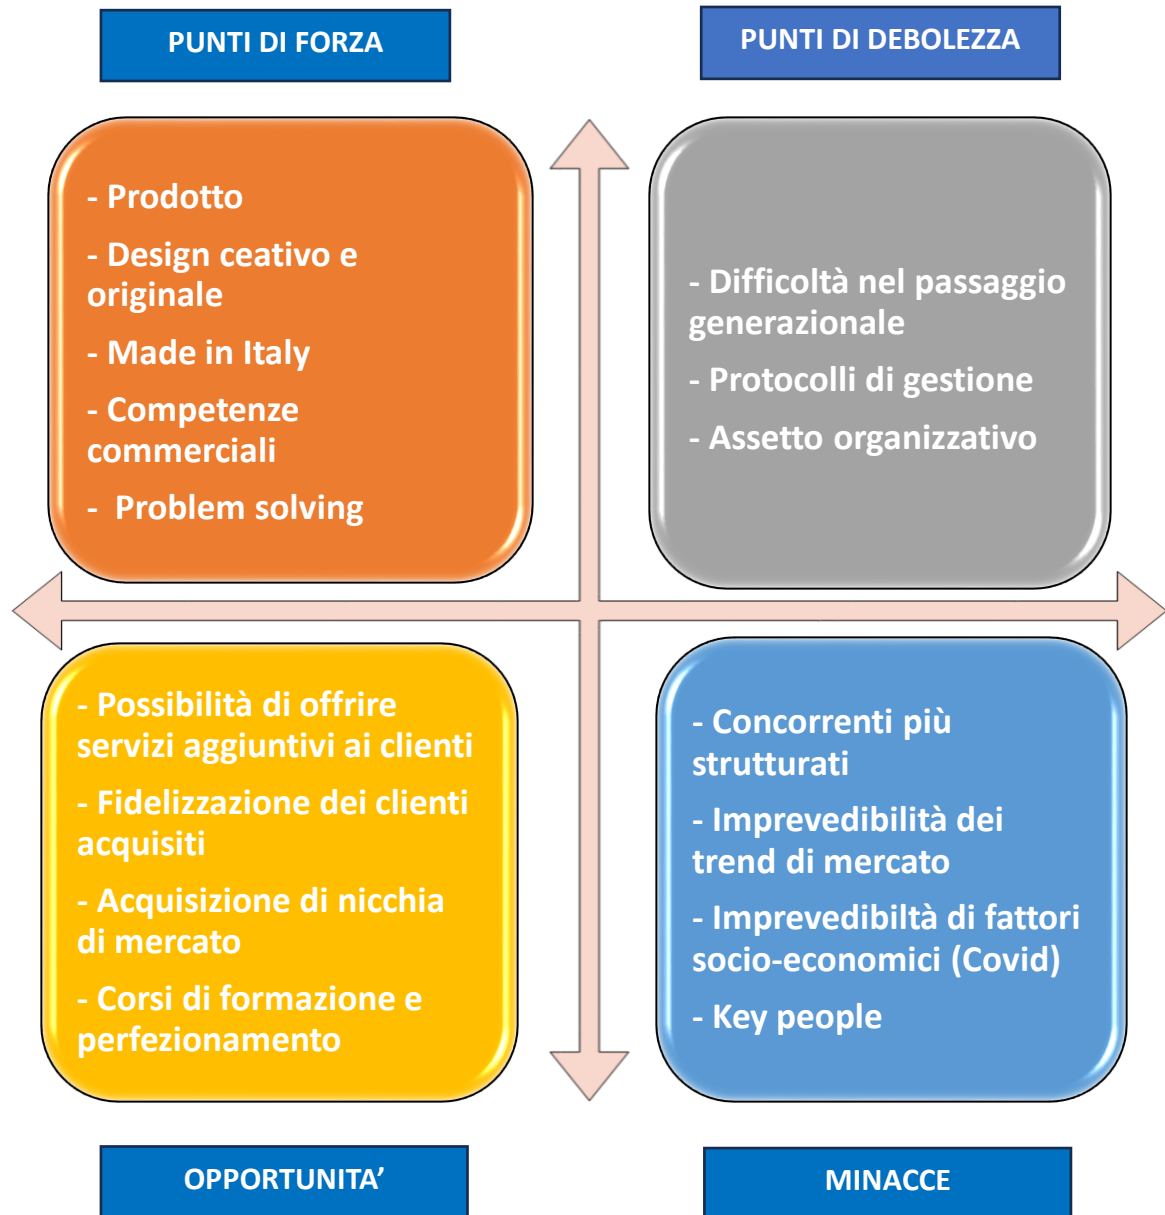 PUNTI DI FORZA
PUNTI DI DEBOLEZZA
- Prodotto
- Design ceativo e
originale
- Made in Italy
- Competenze
commerciali
- Problem solving
- Difficoltà nel passaggio
generazionale
- Protocolli di gestione
- Assetto organizzativo
- Possibilità di offrire
servizi aggiuntivi ai clienti
- Fidelizzazione dei clienti
acquisiti
- Acquisizione di nicchia
di mercato
- Corsi di formazione e
perfezionamento
- Concorrenti più
strutturati
- Imprevedibilità dei
trend di mercato
- Imprevedibiltà di fattori
socio-economici (Covid)
- Key people
OPPORTUNITA’
MINACCE